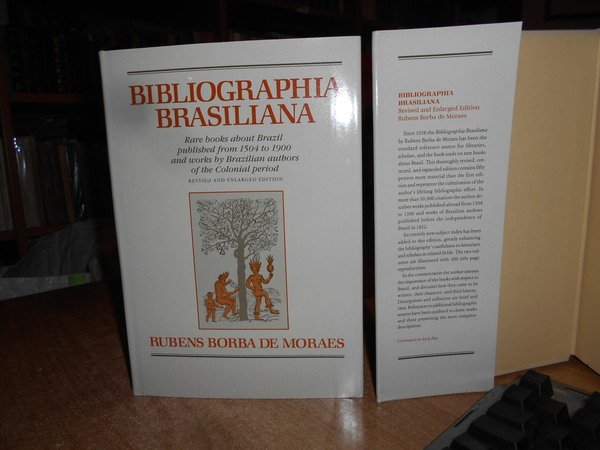 BIBLIOGRAPHIA
BRASILIANA
Rare books about Brazil
published from 1504 to 1900
and works by Brazilian authors
of the Colonial period
REVISED AND ENLARGED EDITION
RUBENS BORBA DE MORAES
BIBLIOGRAPHIA
BRASILIANA
Revised and Enlarged Edition
Rubens Borba de Moraes
Since 1958 the Bibliographia Brasiliana
by Rubens Borba de Moraes has been the
standard reference source for libraries,
scholars, and the book trade on rare books
about Brazil. This thoroughly revised, cor-
rected, and expanded edition contains fifty
percent more material than the first edi-
tion and represents the culmination of the
author's lifelong bibliographic effort. In
more than 10,000 citations the author de-
scribes works published abroad from 1504
to 1900 and works of Brazilian authors
published before the independence of
Brazil in 1822.
An entirely new subject index has been
added to this edition, greatly enhancing
the bibliography's usefulness to historians
and scholars in related fields. The two vol-
umes are illustrated with 300 title page
reproductions.
In the commentaries the author assesses
the importance of the books with respect to
Brazil, and discusses how they came to be
written, their character, and their history.
Descriptions and collations are brief and
clear. References to additional bibliographic
sources have been confined to classic works
and those presenting the most complete
descriptions.
Continued on back flap